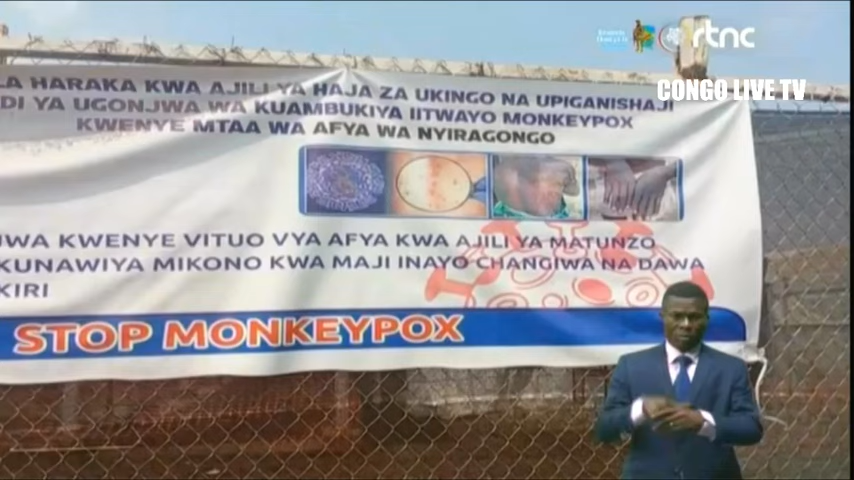 rtnc
CONGO LIVE TV
LA HARAKA KWA AJILI YA HAJA ZA UKINGO NA UPIGANISHAJI
DI YA UGONJWA WA KUAMBUKIYA IITWAYO MONKEYPOX
KWENYE MTAA WA AFYA WA NYIRAGONGO
WA KWENYE VITUO VYA AFYA KWA AJILI YA MATUNZO
KUNAWIYA MIKONO KWA MAJI INAYO CHANGIWA NA DAWA
KIRI
STOP MONKEYPOX